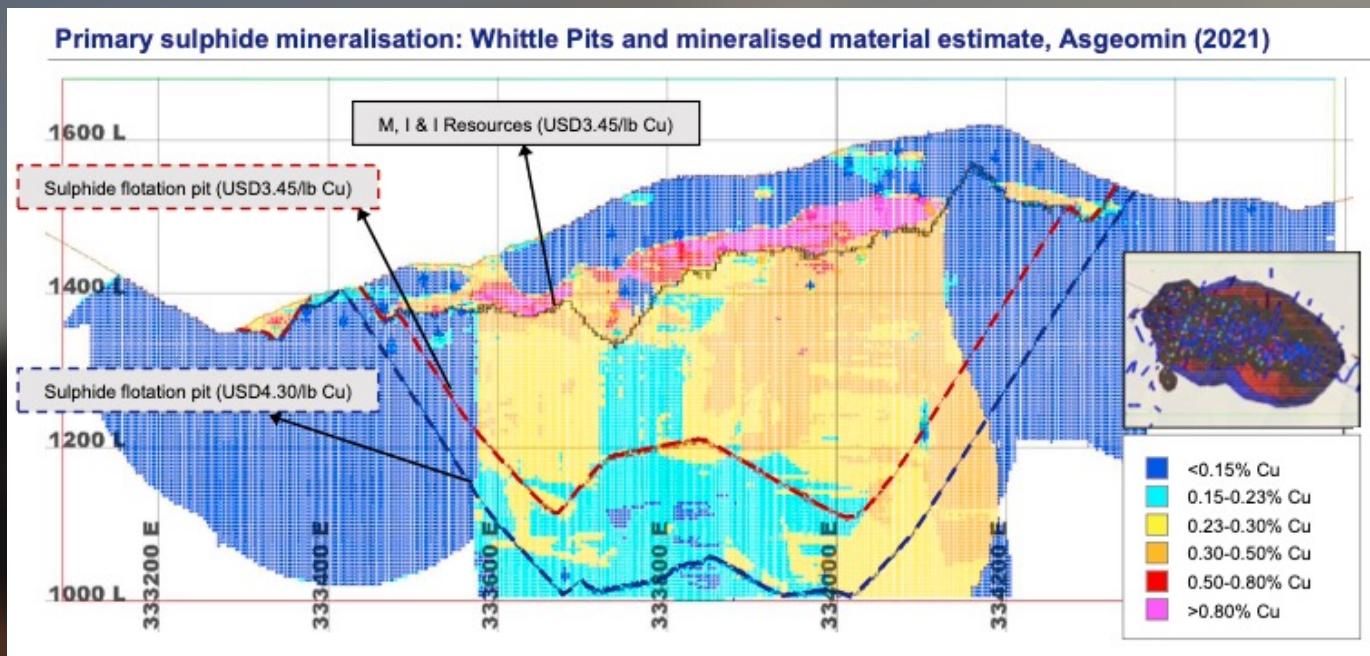 Primary sulphide mineralisation: Whittle Pits and mineralised material estimate, Asgeomin (2021)
1600 L
M, I & I Resources (USD3.45/lb Cu)
Sulphide flotation pit (USD3.45/lb Cu)
1400 L
Sulphide flotation pit (USD4.30/lb Cu)
1200 L
1000 L
333200 E
333400 E
333600 E
333800 E
334000 E
334200 E
<0.15% Cu
0.15-0.23% Cu
0.23-0.30% Cu
0.30-0.50% Cu
0.50-0.80% Cu
>0.80% Cu